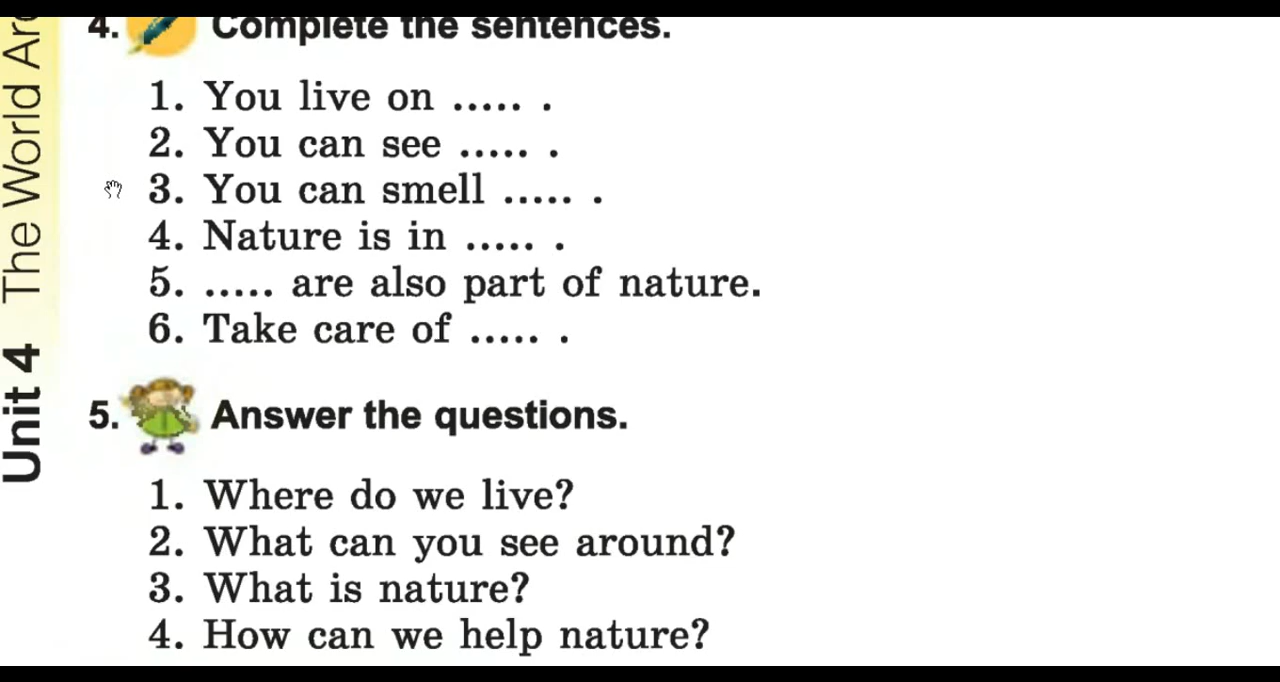 Unit 4 The World Ar
4. Complete the sentences.
1. You live on ..... .
2. You can see ..... .
3. You can smell ..... .
4. Nature is in ..... .
5. ..... are also part of nature.
6. Take care of ..... .
5. Answer the questions.
1. Where do we live?
2. What can you see around?
3. What is nature?
4. How can we help nature?